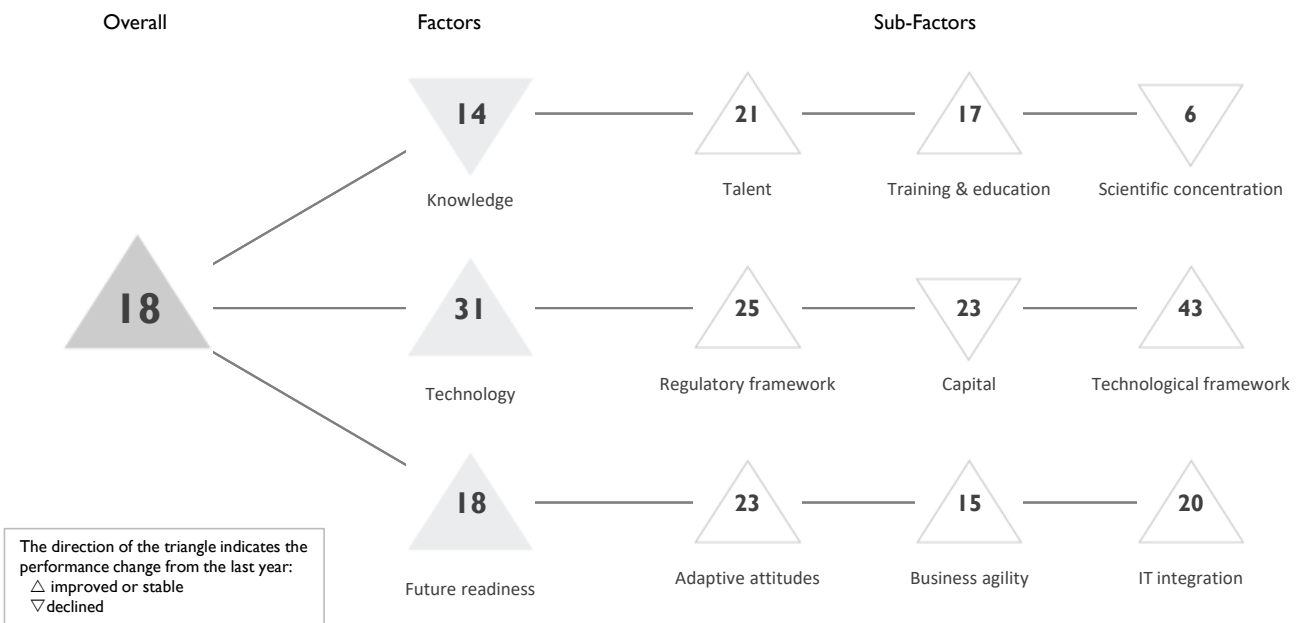 Overall Factors Sub-Factors
14 21 17 6
Knowledge Talent Training & education Scientific concentration
18 31 25 23 43
Technology Regulatory framework Capital Technological framework
18 23 15 20
Future readiness Adaptive attitudes Business agility IT integration
The direction of the triangle indicates the
performance change from the last year:
△ improved or stable
▽ declined